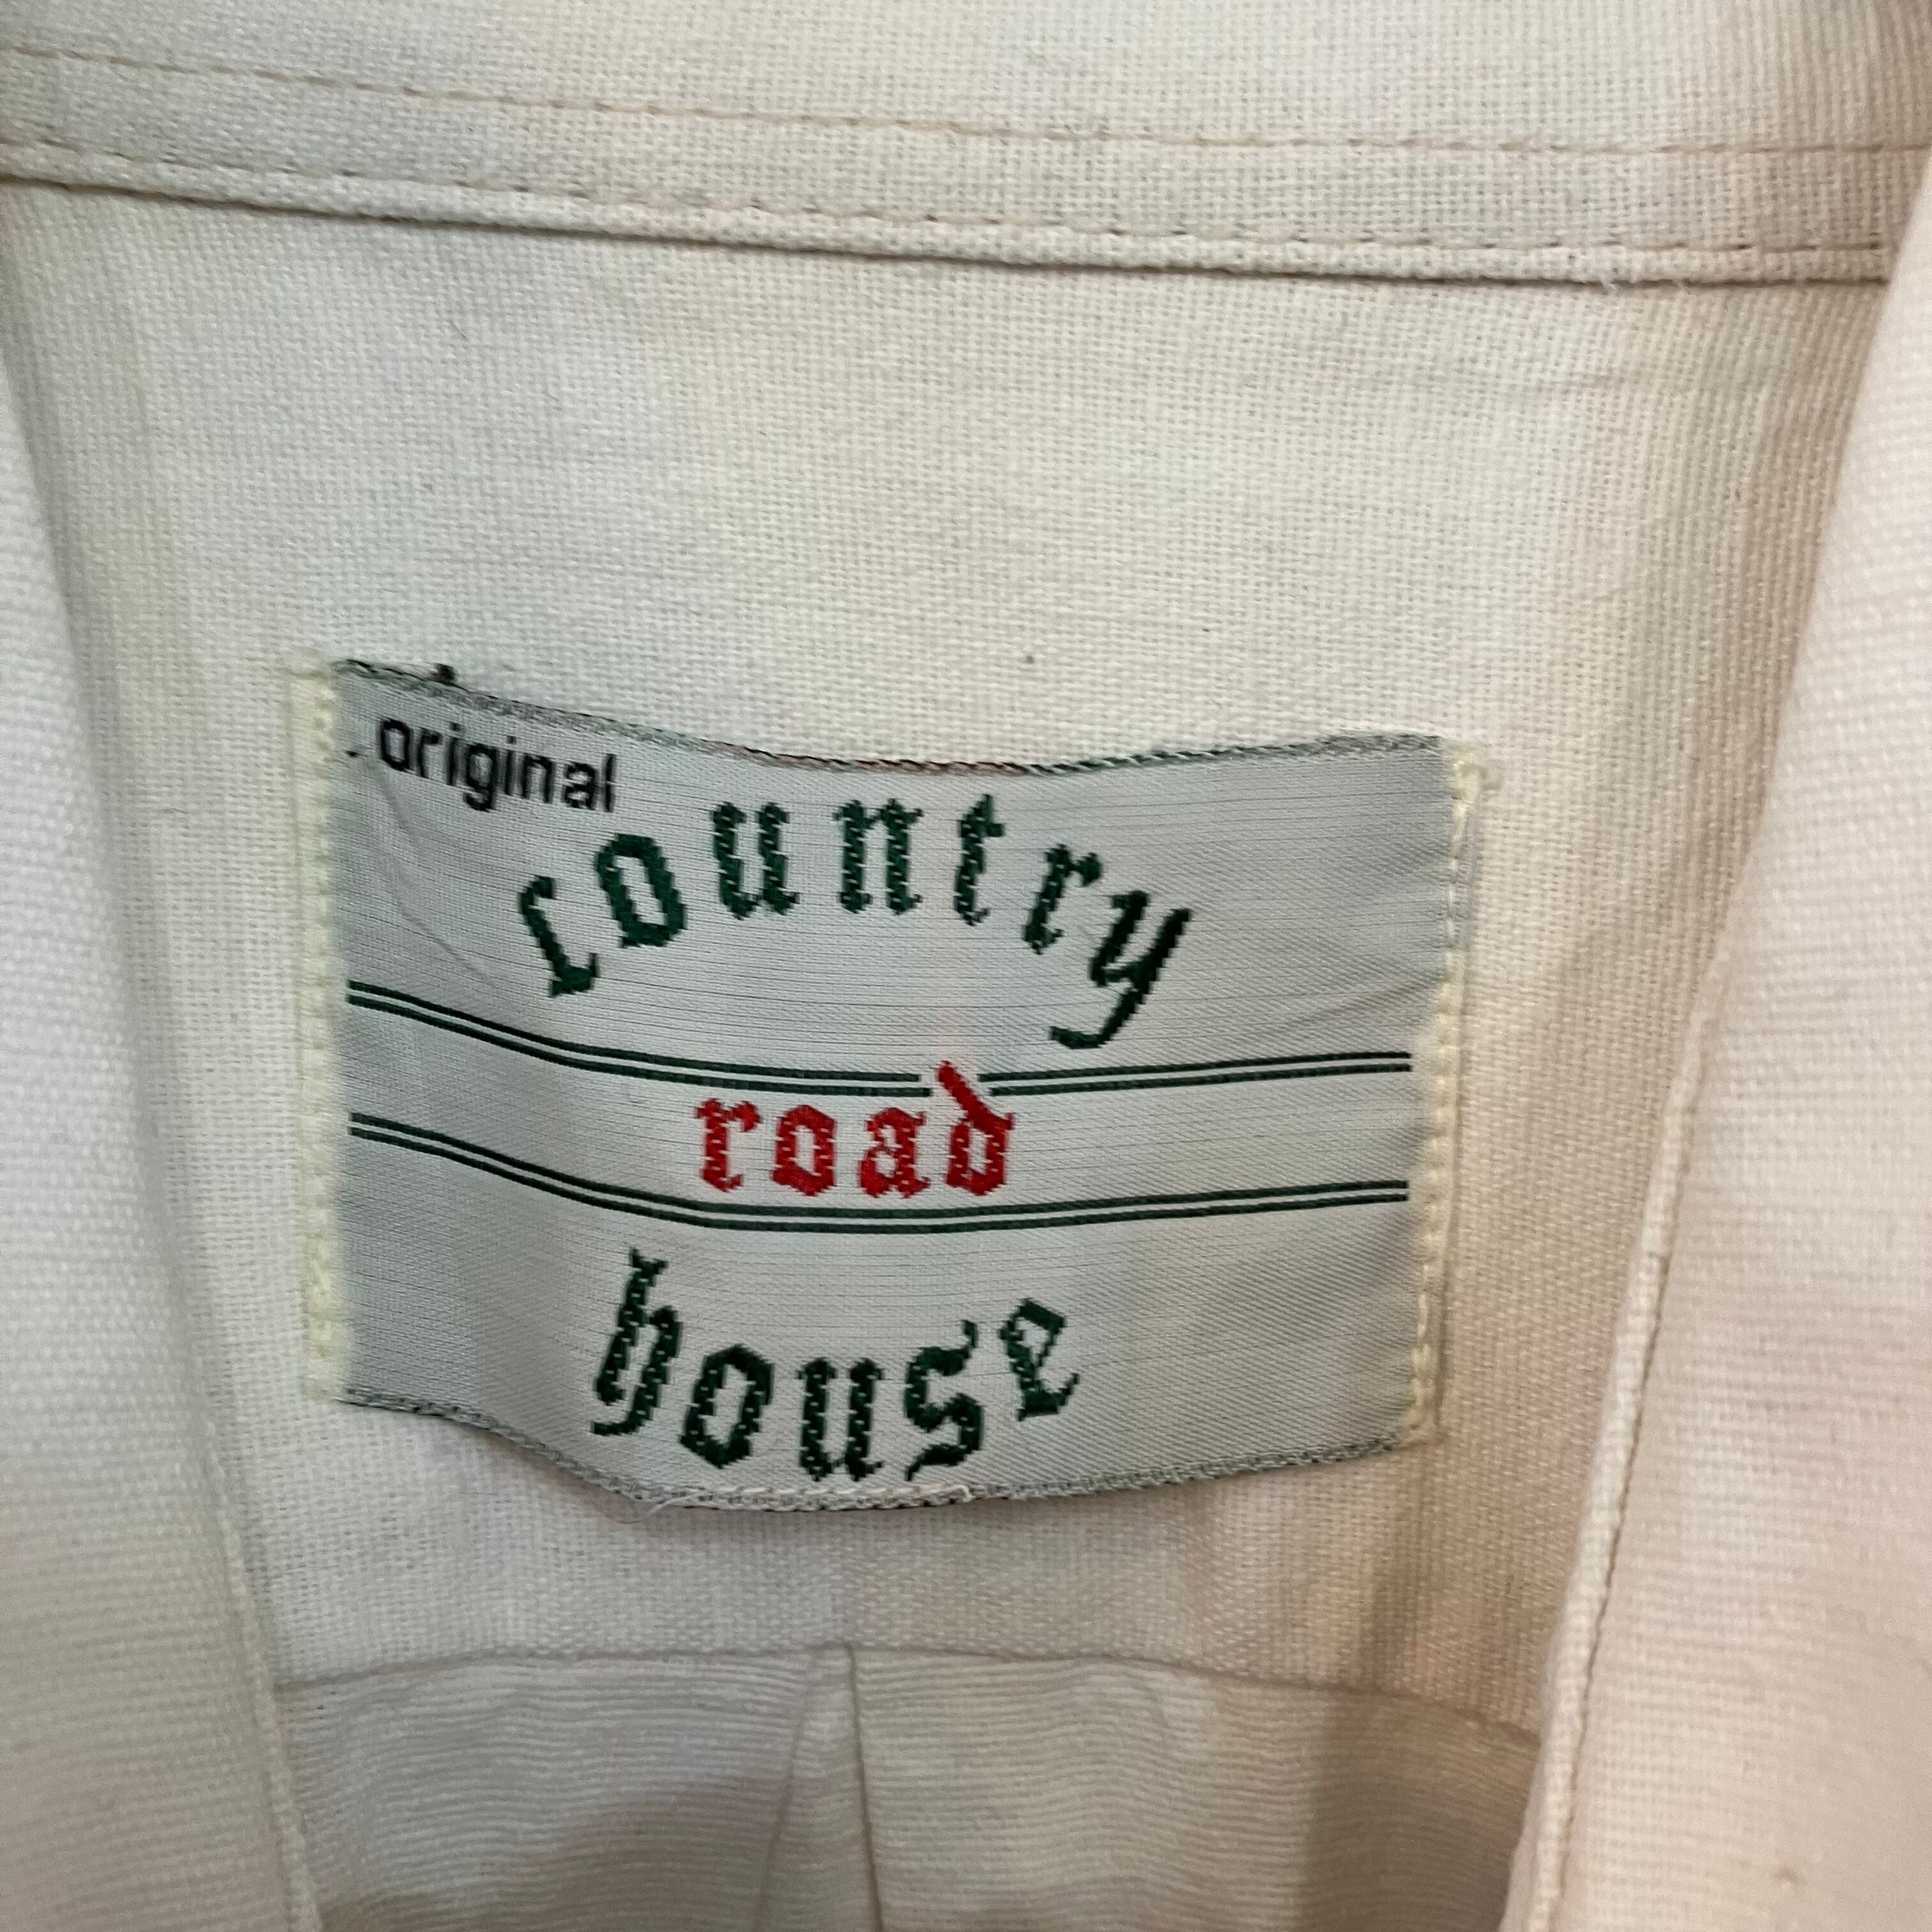 original
country
road
house